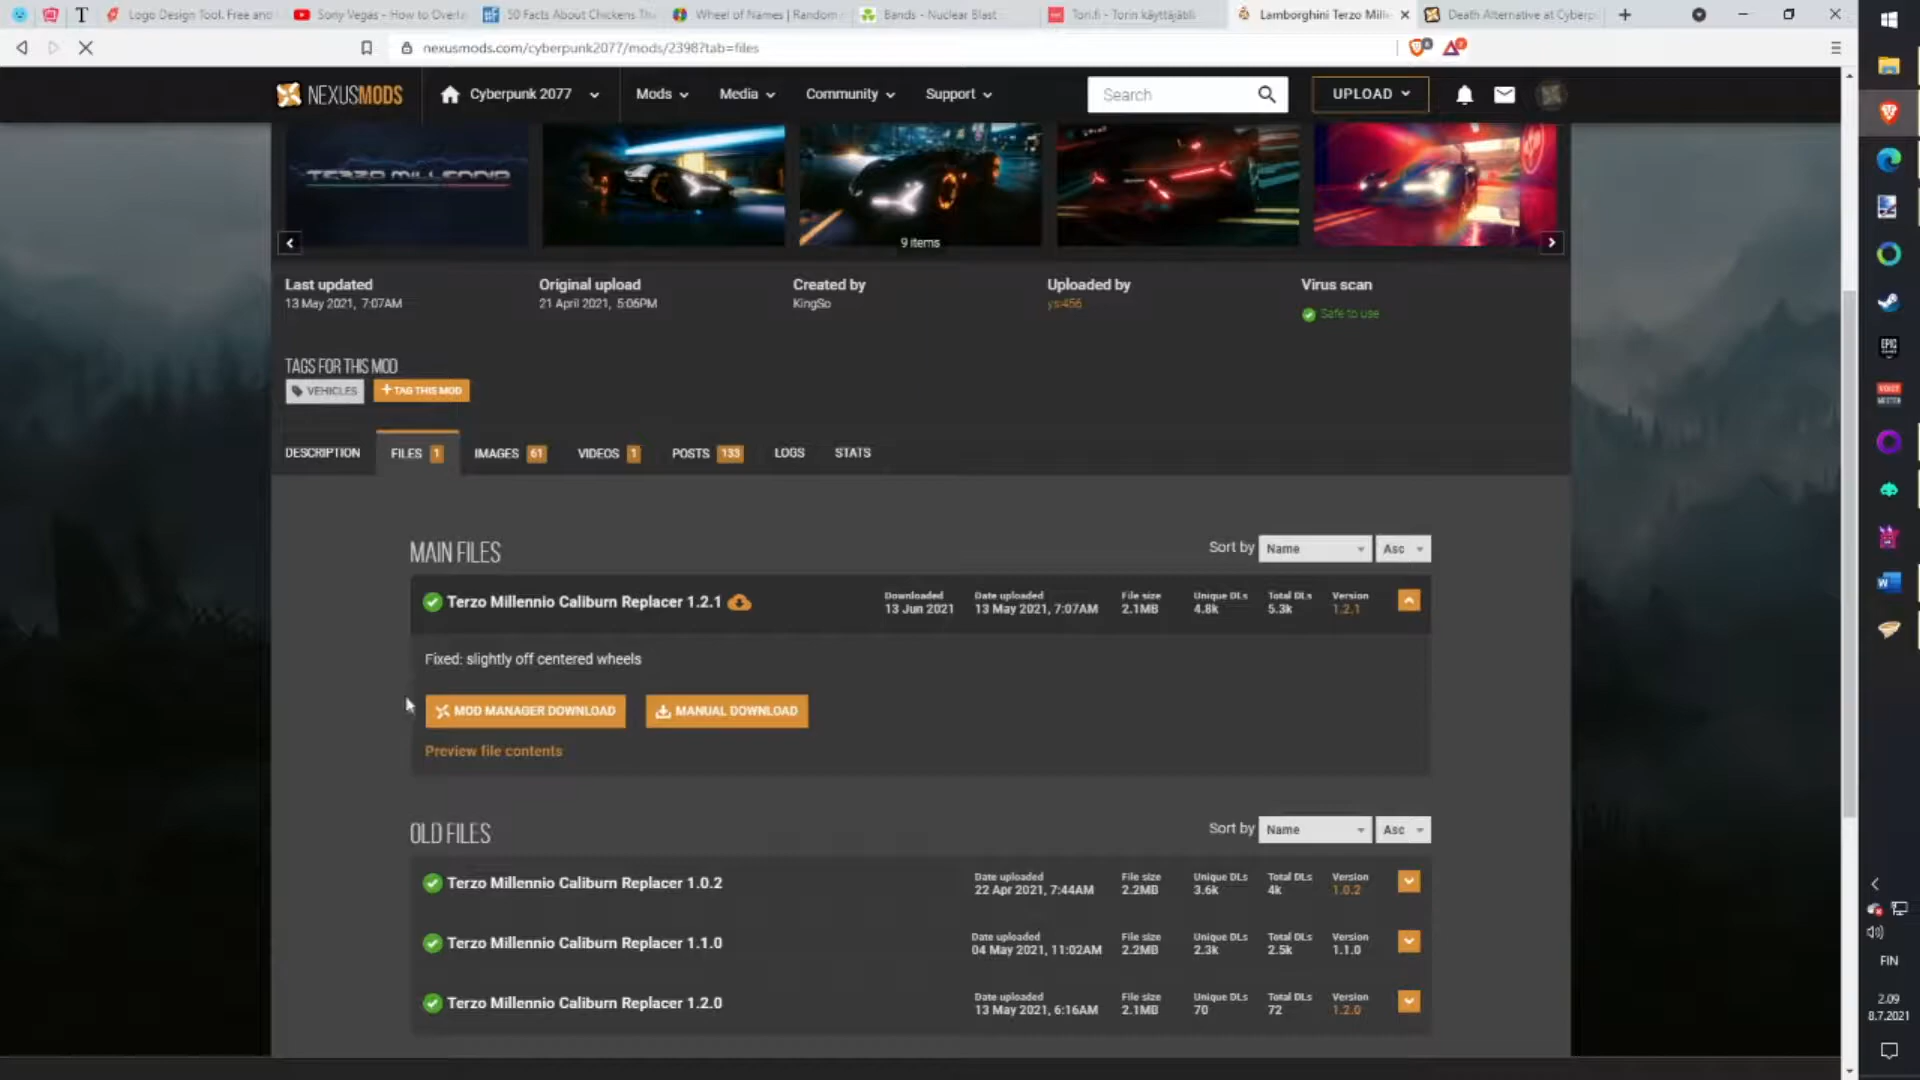 Logo Design Tool. Free and
Sony Vegas - How to Overla
50 Facts About Chickens Th
Wheel of Names | Random
Bands - Nuclear Blast
Tori.fi - Torin käyttäjätili
Lamborghini Terzo Mille
Death Alternative at Cyberp
nexusmods.com/cyberpunk2077/mods/2398?tab=files
NEXUSMODS
Cyberpunk 2077
Mods
Media
Community
Support
Search
UPLOAD
TERZO MILLENNIO
9 items
Last updated
13 May 2021, 7:07AM
Original upload
21 April 2021, 5:06PM
Created by
KingSo
Uploaded by
ysi456
Virus scan
Safe to use
TAGS FOR THIS MOD
VEHICLES
+ TAG THIS MOD
DESCRIPTION
FILES 1
IMAGES 61
VIDEOS 1
POSTS 133
LOGS
STATS
MAIN FILES
Sort by Name Asc
Terzo Millennio Caliburn Replacer 1.2.1
Downloaded
13 Jun 2021
Date uploaded
13 May 2021, 7:07AM
File size
2.1MB
Unique DLs
4.8k
Total DLs
5.3k
Version
1.2.1
Fixed: slightly off centered wheels
MOD MANAGER DOWNLOAD
MANUAL DOWNLOAD
Preview file contents
OLD FILES
Sort by Name Asc
Terzo Millennio Caliburn Replacer 1.0.2
Date uploaded
22 Apr 2021, 7:44AM
File size
2.2MB
Unique DLs
3.6k
Total DLs
4k
Version
1.0.2
Terzo Millennio Caliburn Replacer 1.1.0
Date uploaded
04 May 2021, 11:02AM
File size
2.2MB
Unique DLs
2.3k
Total DLs
2.5k
Version
1.1.0
Terzo Millennio Caliburn Replacer 1.2.0
Date uploaded
13 May 2021, 6:16AM
File size
2.1MB
Unique DLs
70
Total DLs
72
Version
1.2.0
EPIC
FIN
2.09
8.7.2021